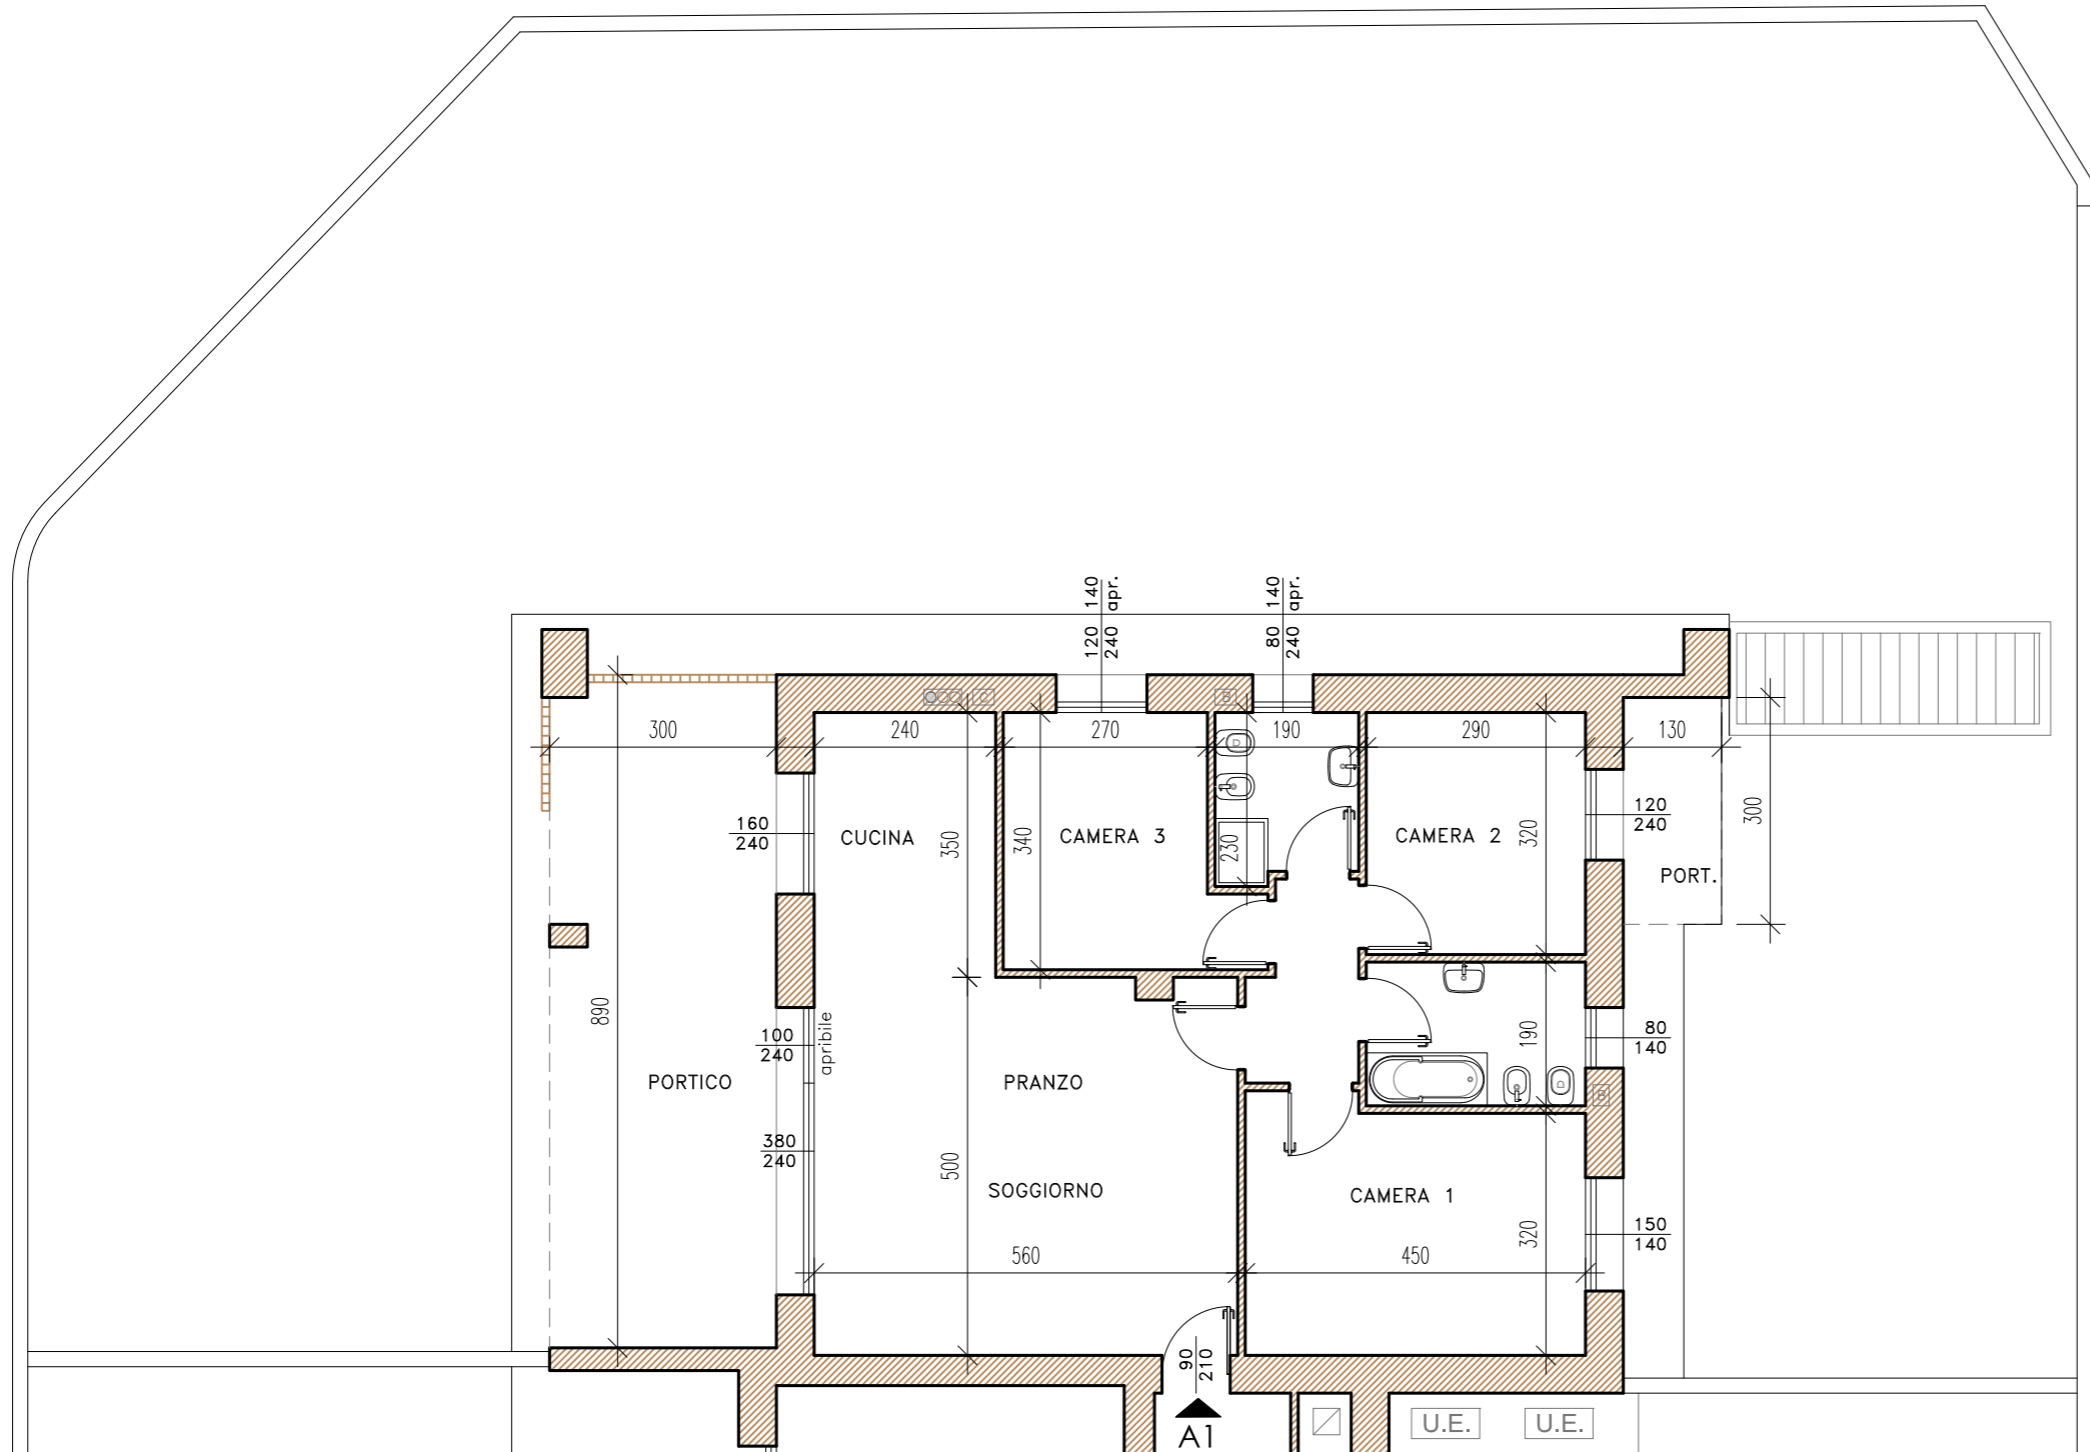 120 140
240 apr.
80 140
240 apr.
C
B
300
240
270
190
290
130
D
160
240
CUCINA
350
340
CAMERA 3
230
CAMERA 2
320
120
240
300
PORT.
890
100
240
apribile
PORTICO
PRANZO
190
80
140
D
B
380
240
500
SOGGIORNO
CAMERA 1
320
150
140
560
450
90
210
A1
U.E.
U.E.